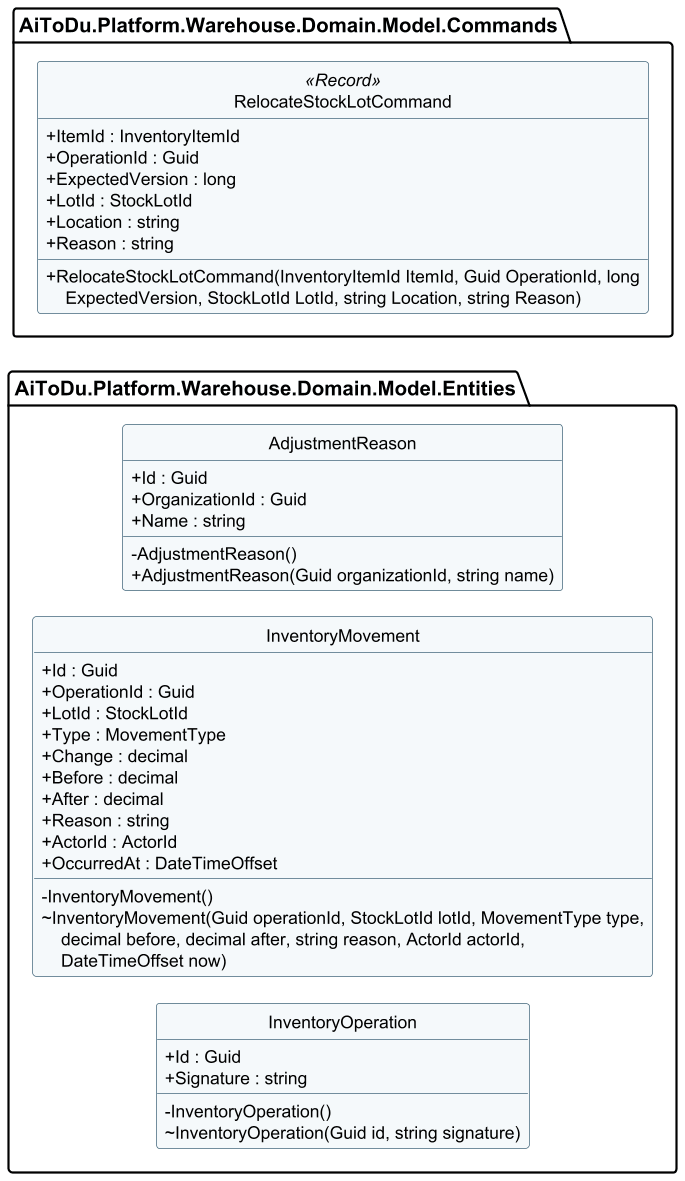 AiToDu.Platform.Warehouse.Domain.Model.Commands
«Record»
RelocateStockLotCommand
+ItemId : InventoryItemId
+OperationId : Guid
+ExpectedVersion : long
+LotId : StockLotId
+Location : string
+Reason : string
+RelocateStockLotCommand(InventoryItemId ItemId, Guid OperationId, long
ExpectedVersion, StockLotId LotId, string Location, string Reason)
AiToDu.Platform.Warehouse.Domain.Model.Entities
AdjustmentReason
+Id : Guid
+OrganizationId : Guid
+Name : string
-AdjustmentReason()
+AdjustmentReason(Guid organizationId, string name)
InventoryMovement
+Id : Guid
+OperationId : Guid
+LotId : StockLotId
+Type : MovementType
+Change : decimal
+Before : decimal
+After : decimal
+Reason : string
+ActorId : ActorId
+OccurredAt : DateTimeOffset
-InventoryMovement()
~InventoryMovement(Guid operationId, StockLotId lotId, MovementType type,
decimal before, decimal after, string reason, ActorId actorId,
DateTimeOffset now)
InventoryOperation
+Id : Guid
+Signature : string
-InventoryOperation()
~InventoryOperation(Guid id, string signature)